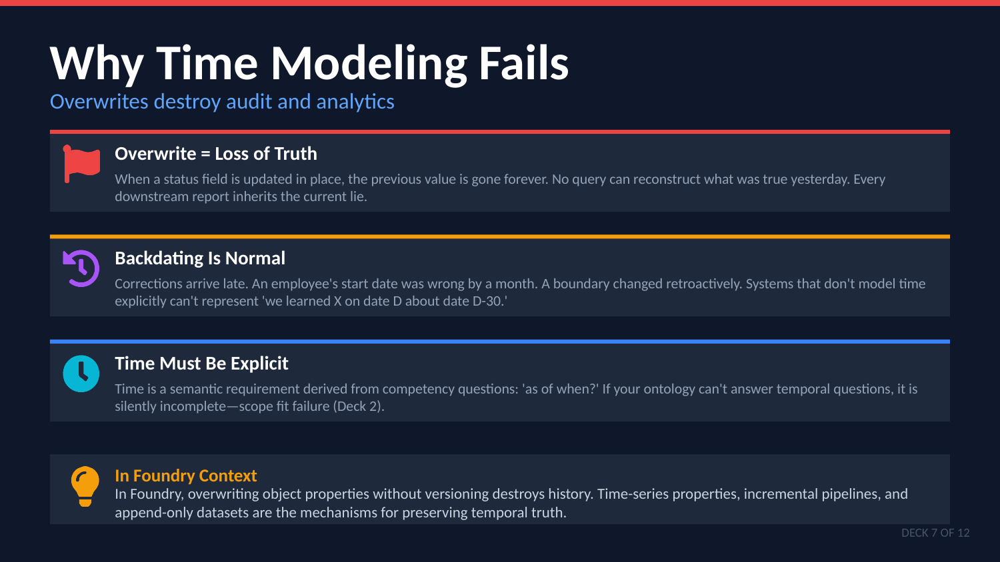 Why Time Modeling Fails
Overwrites destroy audit and analytics
Overwrite = Loss of Truth
When a status field is updated in place, the previous value is gone forever. No query can reconstruct what was true yesterday. Every
downstream report inherits the current lie.
Backdating Is Normal
Corrections arrive late. An employee's start date was wrong by a month. A boundary changed retroactively. Systems that don't model time
explicitly can't represent 'we learned X on date D about date D-30.'
Time Must Be Explicit
Time is a semantic requirement derived from competency questions: 'as of when?' If your ontology can't answer temporal questions, it is
silently incomplete—scope fit failure (Deck 2).
In Foundry Context
In Foundry, overwriting object properties without versioning destroys history. Time-series properties, incremental pipelines, and
append-only datasets are the mechanisms for preserving temporal truth.
DECK 7 OF 12